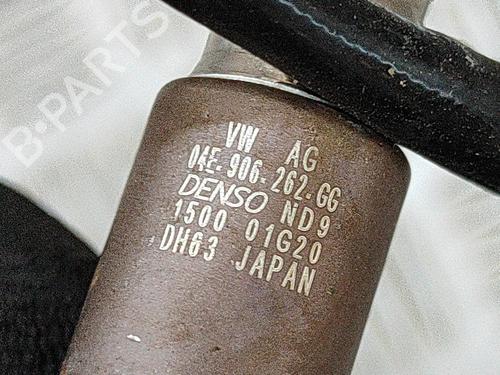 B·PARTS
VW AG
04E·906·262·GG
DENSO ND9
1500 01G20
DH63 JAPAN